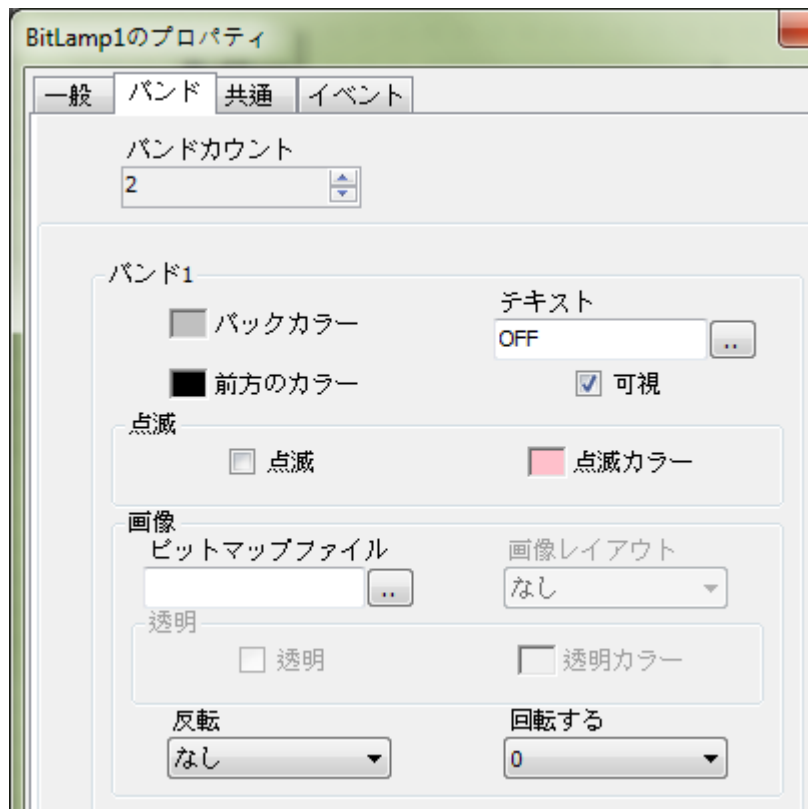 BitLamp1のプロパティ
一般 バンド 共通 イベント
バンドカウント
2
バンド1
バックカラー
テキスト
OFF ..
前方のカラー
可視
点滅
点滅 点滅カラー
画像
ビットマップファイル 画像レイアウト
.. なし
透明
透明 透明カラー
反転 回転する
なし 0